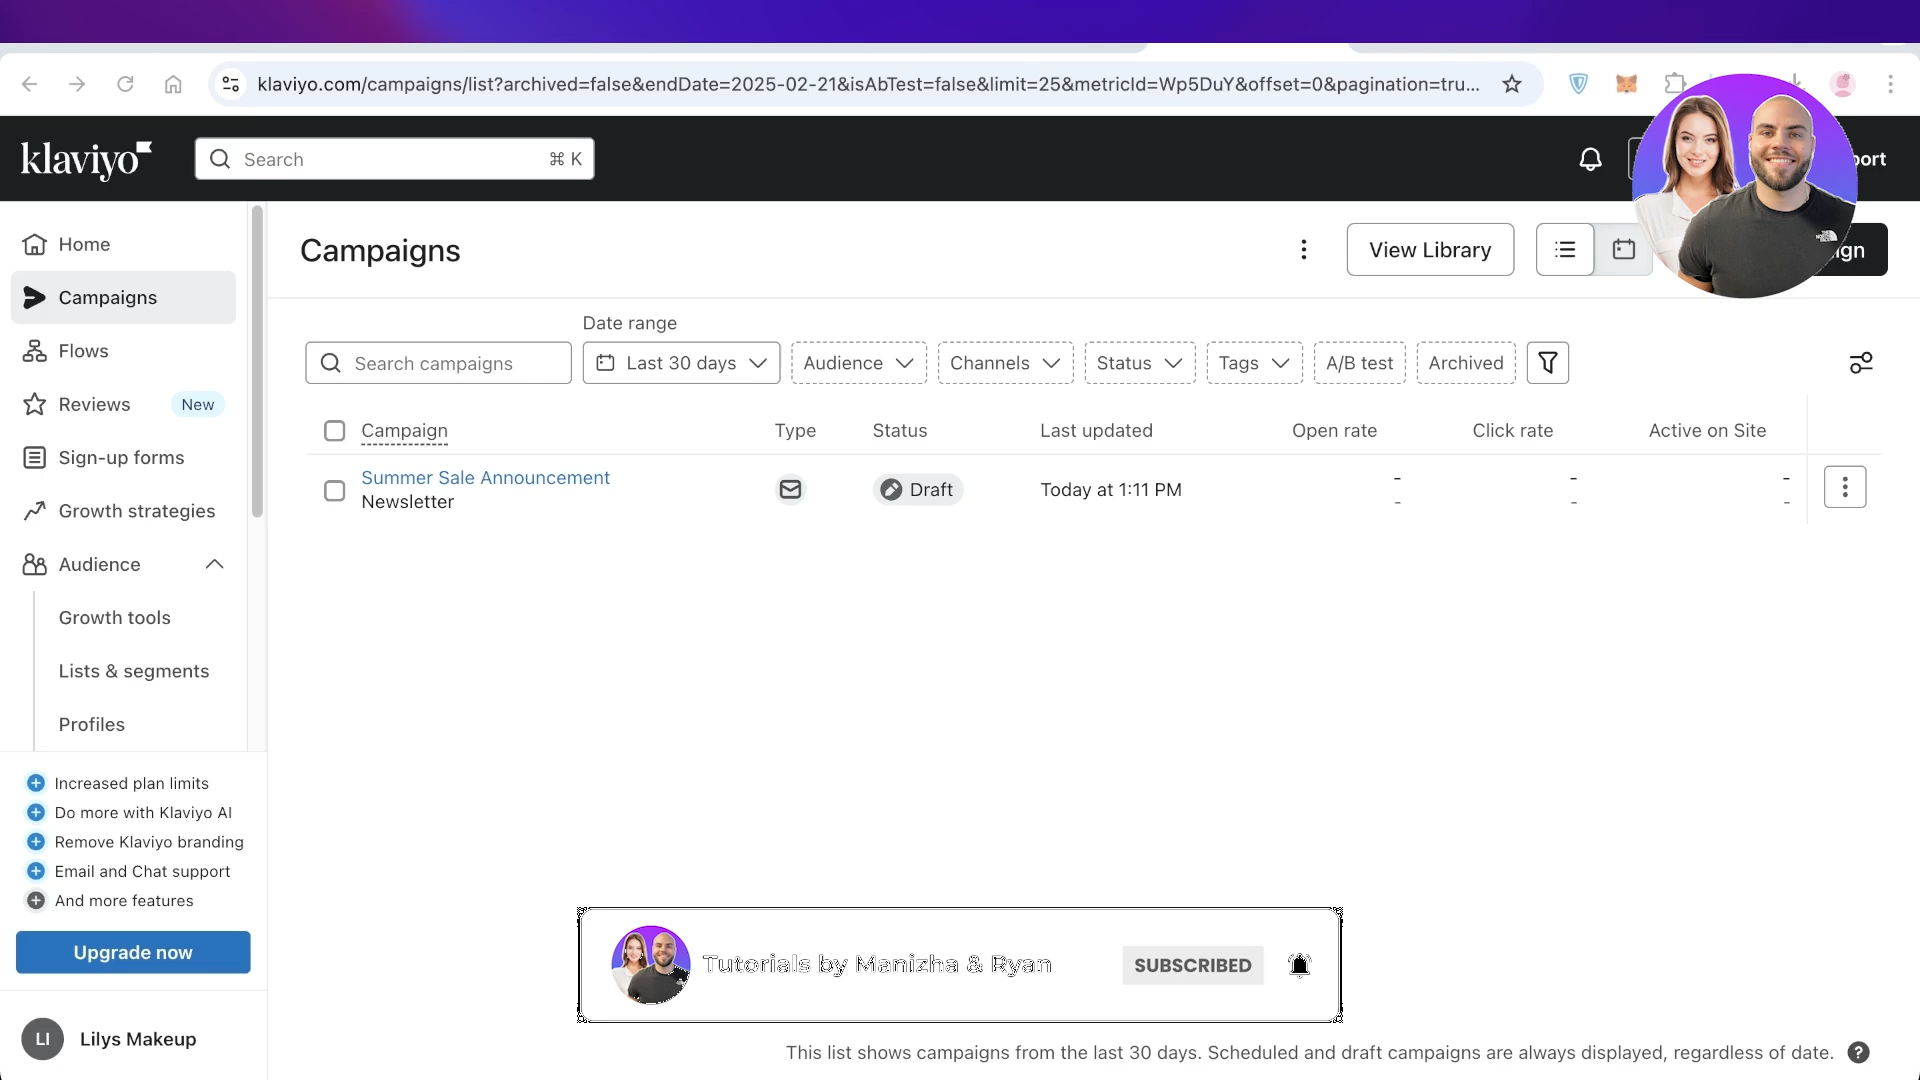 klaviyo.com/campaigns/list?archived=false&endDate=2025-02-21&isAbTest=false&limit=25&metricId=Wp5DuY&offset=0&pagination=tru...
klaviyo
Search
⌘ K
port
Home
Campaigns
Flows
Reviews New
Sign-up forms
Growth strategies
Audience
Growth tools
Lists & segments
Profiles
Increased plan limits
Do more with Klaviyo AI
Remove Klaviyo branding
Email and Chat support
And more features
Upgrade now
LI Lilys Makeup
Campaigns
View Library
ign
Date range
Search campaigns
Last 30 days
Audience
Channels
Status
Tags
A/B test
Archived
Campaign Type Status Last updated Open rate Click rate Active on Site
Summer Sale Announcement
Newsletter
Draft
Today at 1:11 PM
- - -
- - -
Tutorials by Manizha & Ryan
SUBSCRIBED
This list shows campaigns from the last 30 days. Scheduled and draft campaigns are always displayed, regardless of date.